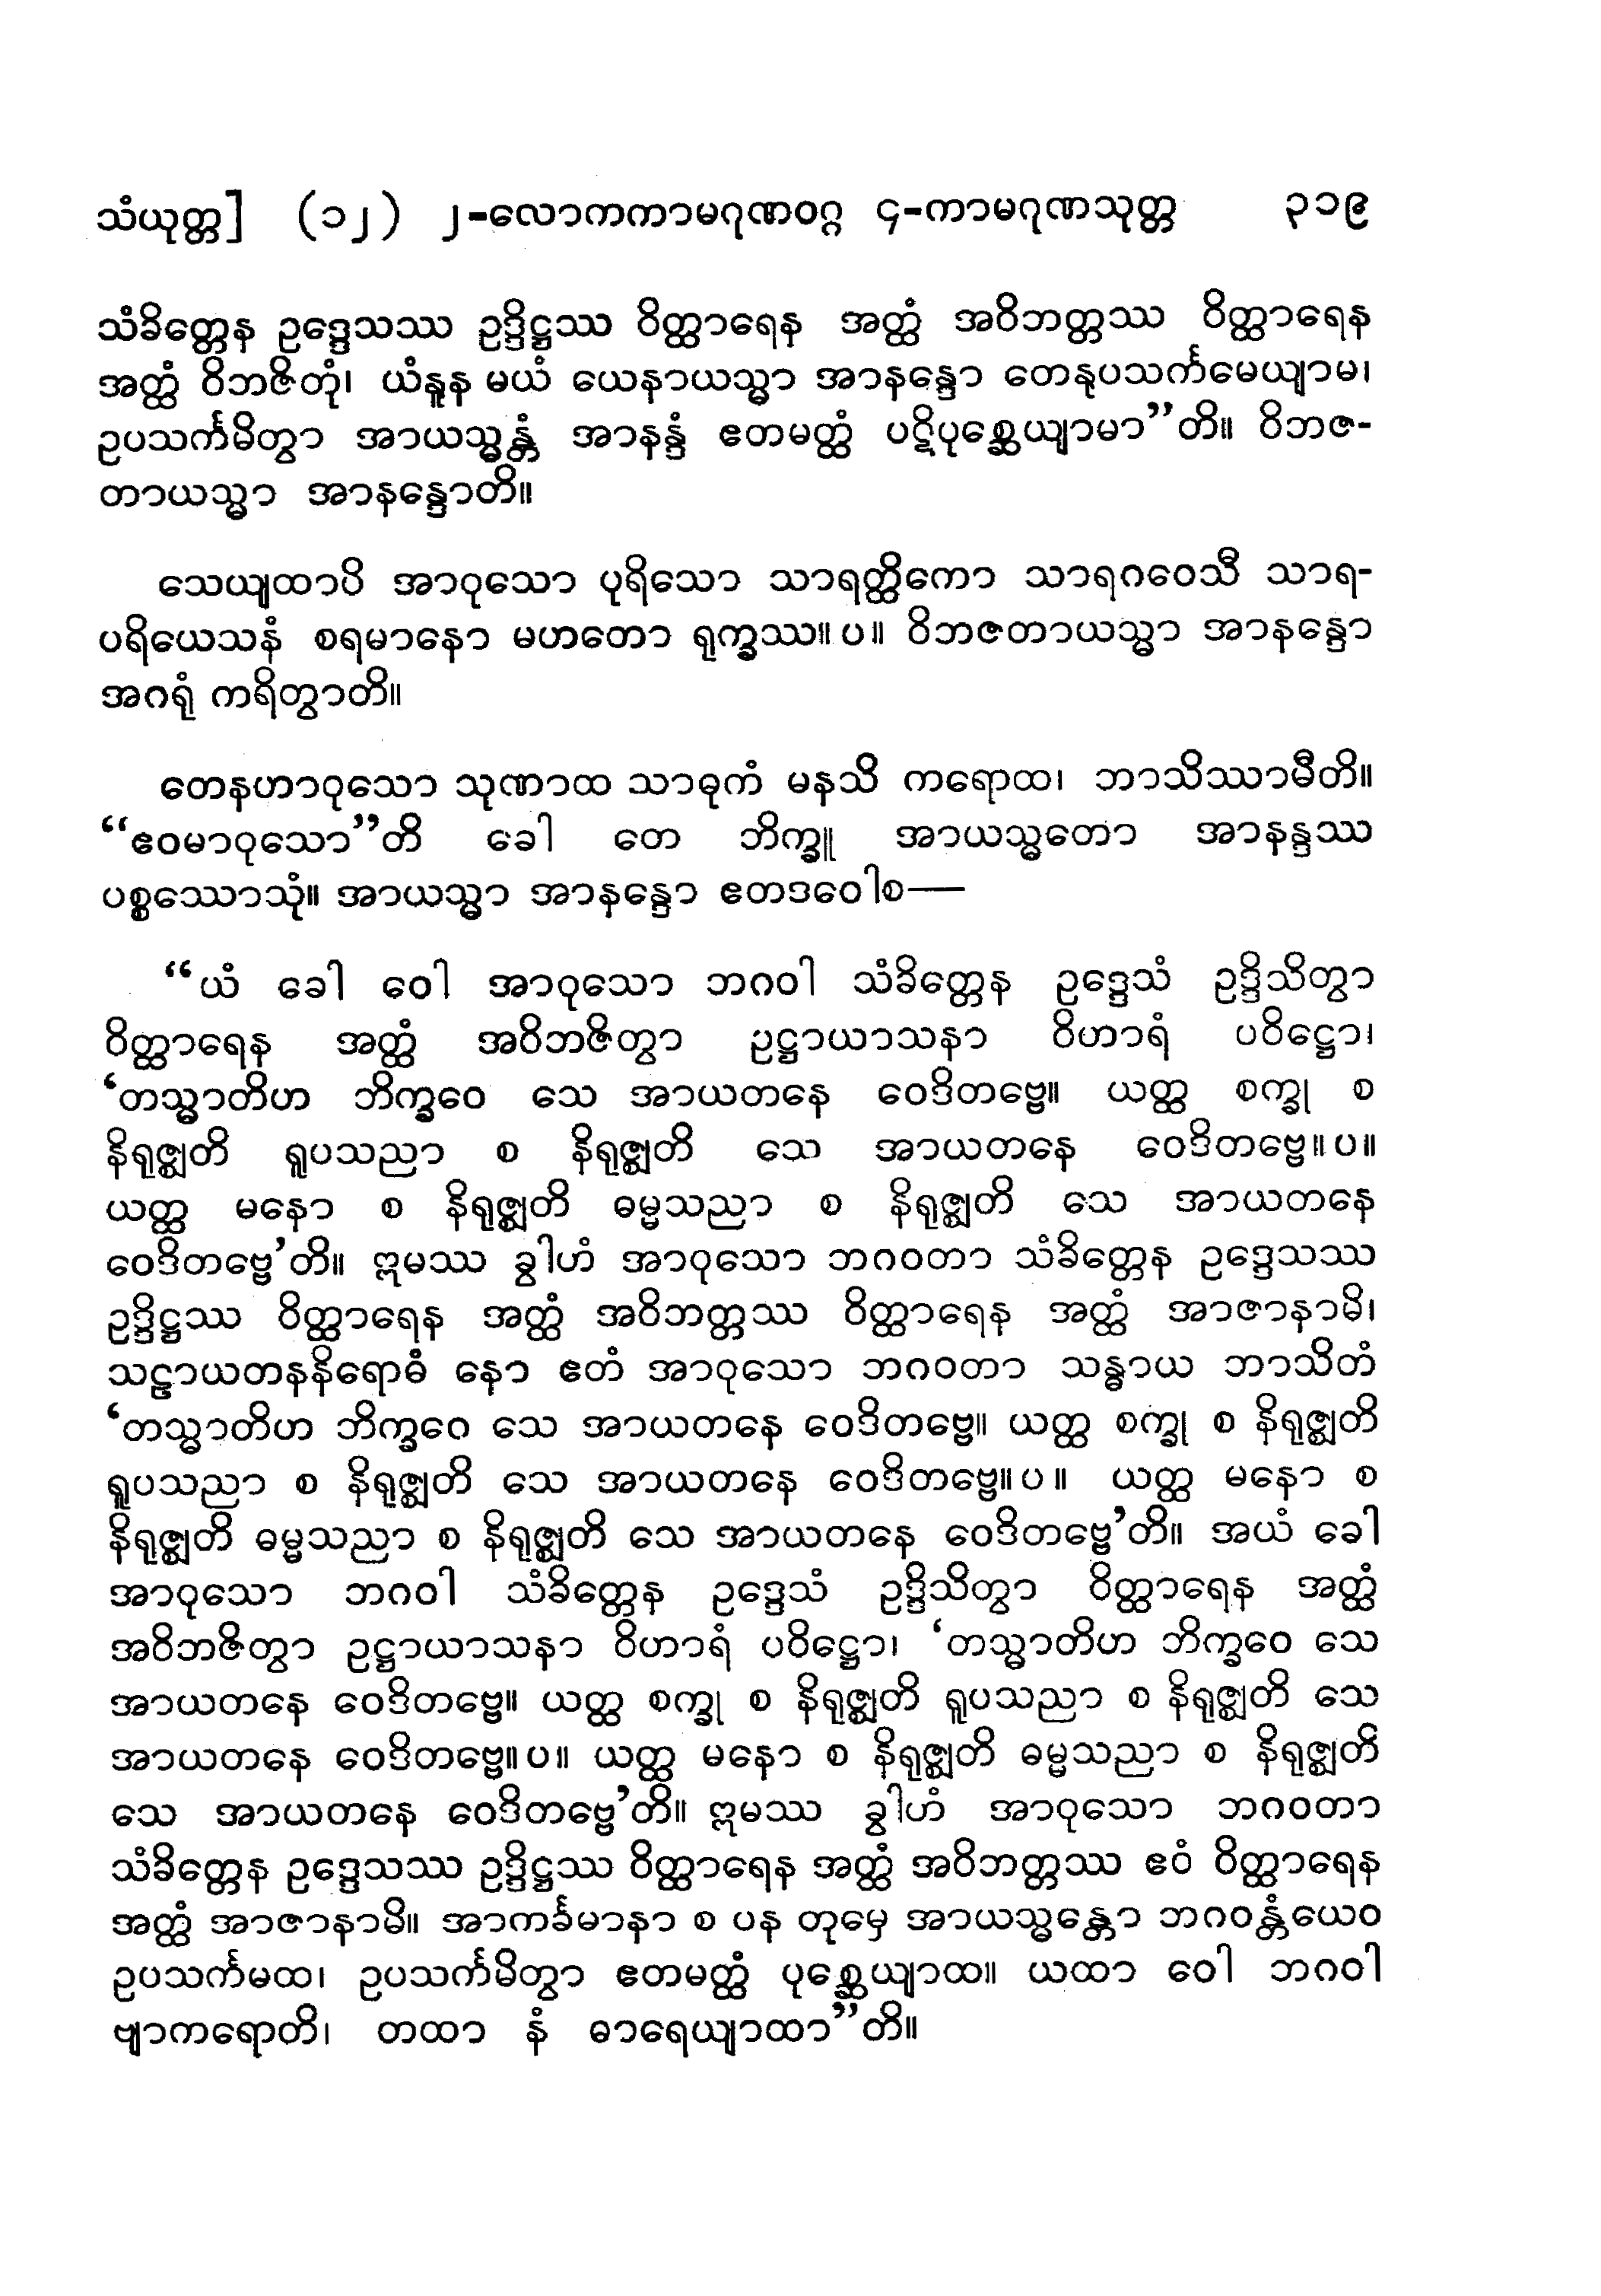 သံယုတ္တ] (၁၂) ၂-လောကကာမဂုဏဝဂ္ဂ ၄-ကာမဂုဏသုတ္တ ၃၁၉
သံခိတ္တေန ဥဒ္ဒေသဿ ဥဒ္ဒိဋ္ဌဿ ဝိတ္ထာရေန အတ္ထံ အဝိဘတ္တဿ ဝိတ္ထာရေန
အတ္ထံ ဝိဘဇိတုံ၊ ယံနူန မယံ ယေနာယသ္မာ အာနန္ဒော တေနုပသင်္ကမေယျာမ၊
ဥပသင်္ကမိတွာ အာယသ္မန္တံ အာနန္ဒံ ဧတမတ္ထံ ပဋိပုစ္ဆေယျာမာ”တိ။ ဝိဘဇ-
တာယသ္မာ အာနန္ဒောတိ။
သေယျထာပိ အာဝုသော ပုရိသော သာရတ္ထိကော သာရဂဝေသီ သာရ-
ပရိယေသနံ စရမာနော မဟတော ရုက္ခဿ။ပ။ ဝိဘဇတာယသ္မာ အာနန္ဒော
အဂရုံ ကရိတွာတိ။
တေနဟာဝုသော သုဏာထ သာဓုကံ မနသိ ကရောထ၊ ဘာသိဿာမီတိ။
“ဧဝမာဝုသော”တိ ခေါ တေ ဘိက္ခူ အာယသ္မတော အာနန္ဒဿ
ပစ္စဿောသုံ။ အာယသ္မာ အာနန္ဒော ဧတဒဝေါစ—
“ယံ ခေါ ဝေါ အာဝုသော ဘဂဝါ သံခိတ္တေန ဥဒ္ဒေသံ ဥဒ္ဒိသိတွာ
ဝိတ္ထာရေန အတ္ထံ အဝိဘဇိတွာ ဥဋ္ဌာယာသနာ ဝိဟာရံ ပဝိဋ္ဌော၊
‘တသ္မာတိဟ ဘိက္ခဝေ သေ အာယတနေ ဝေဒိတဗ္ဗေ။ ယတ္ထ စက္ခု စ
နိရုဇ္ဈတိ ရူပသညာ စ နိရုဇ္ဈတိ သေ အာယတနေ ဝေဒိတဗ္ဗေ။ပ။
ယတ္ထ မနော စ နိရုဇ္ဈတိ ဓမ္မသညာ စ နိရုဇ္ဈတိ သေ အာယတနေ
ဝေဒိတဗ္ဗေ’တိ။ ဣမဿ ခွါဟံ အာဝုသော ဘဂဝတာ သံခိတ္တေန ဥဒ္ဒေသဿ
ဥဒ္ဒိဋ္ဌဿ ဝိတ္ထာရေန အတ္ထံ အဝိဘတ္တဿ ဝိတ္ထာရေန အတ္ထံ အာဇာနာမိ၊
သဠာယတနနိရောဓံ နော ဧတံ အာဝုသော ဘဂဝတာ သန္ဓာယ ဘာသိတံ
‘တသ္မာတိဟ ဘိက္ခဝေ သေ အာယတနေ ဝေဒိတဗ္ဗေ။ ယတ္ထ စက္ခု စ နိရုဇ္ဈတိ
ရူပသညာ စ နိရုဇ္ဈတိ သေ အာယတနေ ဝေဒိတဗ္ဗေ။ပ။ ယတ္ထ မနော စ
နိရုဇ္ဈတိ ဓမ္မသညာ စ နိရုဇ္ဈတိ သေ အာယတနေ ဝေဒိတဗ္ဗေ’တိ။ အယံ ခေါ
အာဝုသော ဘဂဝါ သံခိတ္တေန ဥဒ္ဒေသံ ဥဒ္ဒိသိတွာ ဝိတ္ထာရေန အတ္ထံ
အဝိဘဇိတွာ ဥဋ္ဌာယာသနာ ဝိဟာရံ ပဝိဋ္ဌော၊ ‘တသ္မာတိဟ ဘိက္ခဝေ သေ
အာယတနေ ဝေဒိတဗ္ဗေ။ ယတ္ထ စက္ခု စ နိရုဇ္ဈတိ ရူပသညာ စ နိရုဇ္ဈတိ သေ
အာယတနေ ဝေဒိတဗ္ဗေ။ပ။ ယတ္ထ မနော စ နိရုဇ္ဈတိ ဓမ္မသညာ စ နိရုဇ္ဈတိ
သေ အာယတနေ ဝေဒိတဗ္ဗေ’တိ။ ဣမဿ ခွါဟံ အာဝုသော ဘဂဝတာ
သံခိတ္တေန ဥဒ္ဒေသဿ ဥဒ္ဒိဋ္ဌဿ ဝိတ္ထာရေန အတ္ထံ အဝိဘတ္တဿ ဧဝံ ဝိတ္ထာရေန
အတ္ထံ အာဇာနာမိ။ အာကင်္ခမာနာ စ ပန တုမှေ အာယသ္မန္တော ဘဂဝန္တံယေဝ
ဥပသင်္ကမထ၊ ဥပသင်္ကမိတွာ ဧတမတ္ထံ ပုစ္ဆေယျာထ။ ယထာ ဝေါ ဘဂဝါ
ဗျာကရောတိ၊ တထာ နံ ဓာရေယျာထာ”တိ။